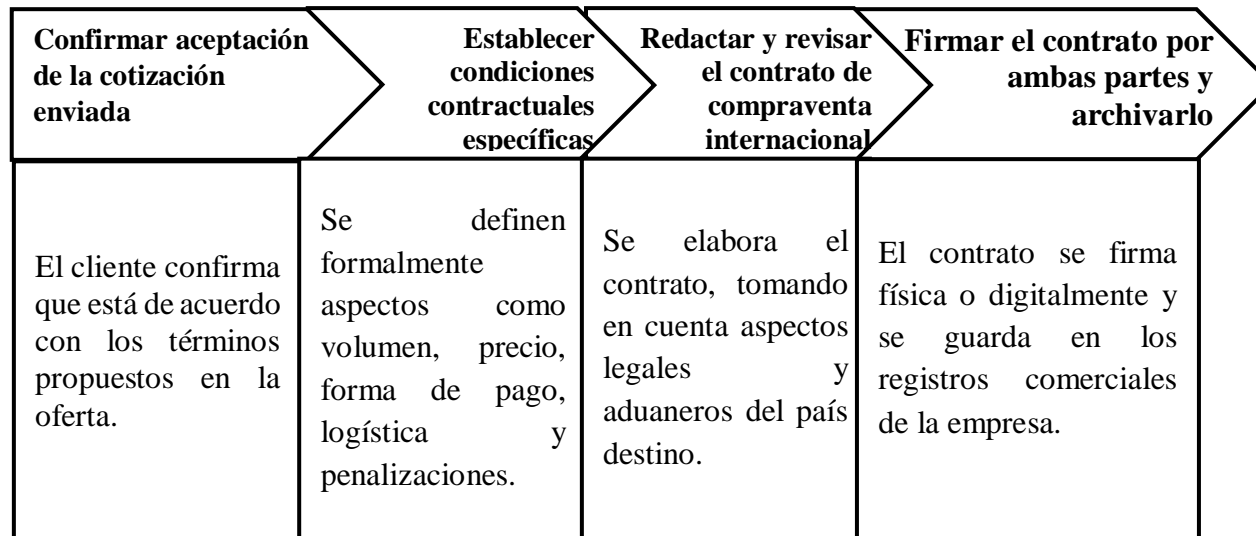 Confirmar aceptación
de la cotización
enviada
Establecer
condiciones
contractuales
específicas
Redactar y revisar
el contrato de
compraventa
internacional
Firmar el contrato por
ambas partes y
archivarlo
El cliente confirma
que está de acuerdo
con los términos
propuestos en la
oferta.
Se definen
formalmente
aspectos como
volumen, precio,
forma de pago,
logística y
penalizaciones.
Se elabora el
contrato, tomando
en cuenta aspectos
legales y
aduaneros del país
destino.
El contrato se firma
física o digitalmente y
se guarda en los
registros comerciales
de la empresa.